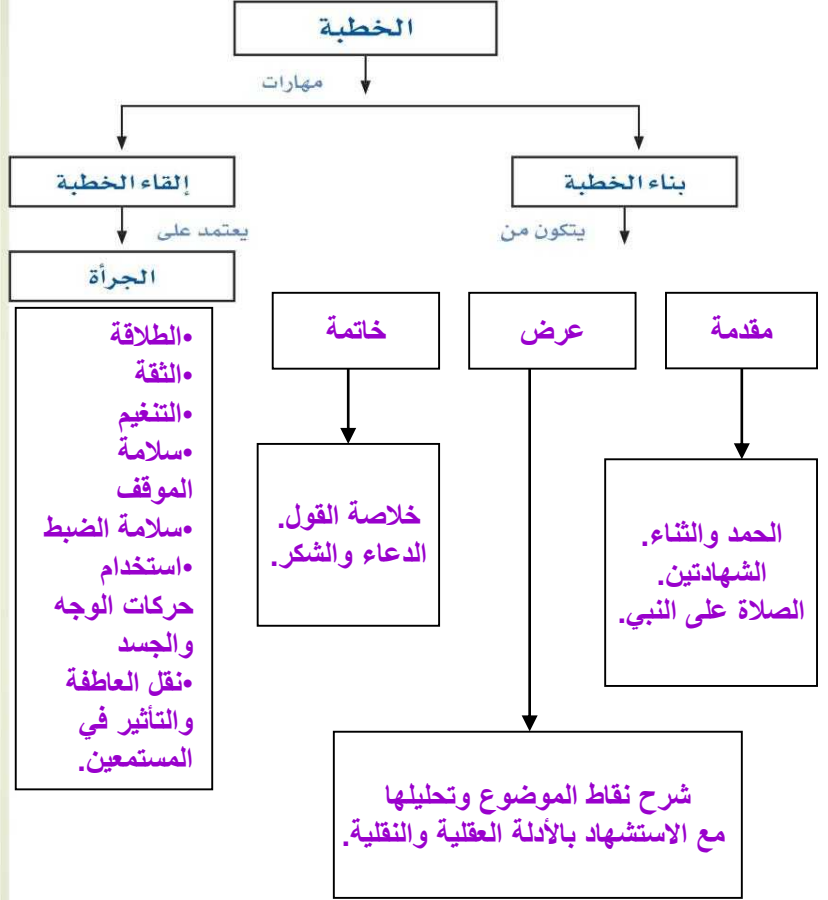 الخطبة
مهارات
بناء الخطبة
إلقاء الخطبة
يتكون من
يعتمد على
الجرأة
مقدمة
عرض
خاتمة
•الطلاقة
•الثقة
•التنغيم
•سلامة
الموقف
•سلامة الضبط
•استخدام
حركات الوجه
والجسد
•نقل العاطفة
والتأثير في
المستمعين.
الحمد والثناء.
الشهادتين.
الصلاة على النبي.
خلاصة القول.
الدعاء والشكر.
شرح نقاط الموضوع وتحليلها
مع الاستشهاد بالأدلة العقلية والنقلية.